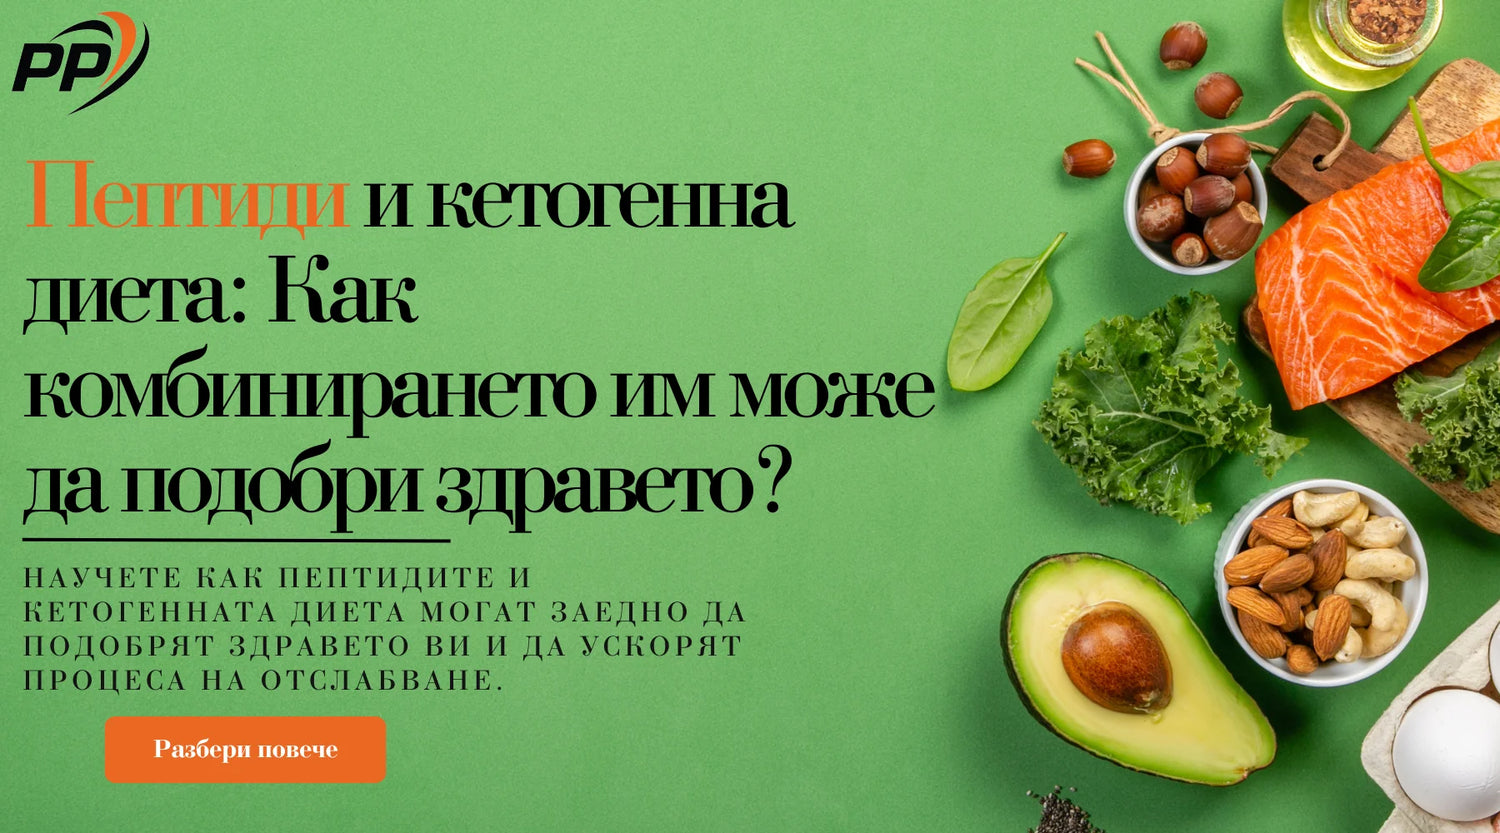 PP
Пептиди и кетогенна
диета: Как
комбинирането им може
да подобри здравето?
НАУЧЕТЕ КАК ПЕПТИДИТЕ И
КЕТОГЕННАТА ДИЕТА МОГАТ ЗАЕДНО ДА
ПОДОБРЯТ ЗДРАВЕТО ВИ И ДА УСКОРЯТ
ПРОЦЕСА НА ОТСЛАБВАНЕ.
Разбери повече